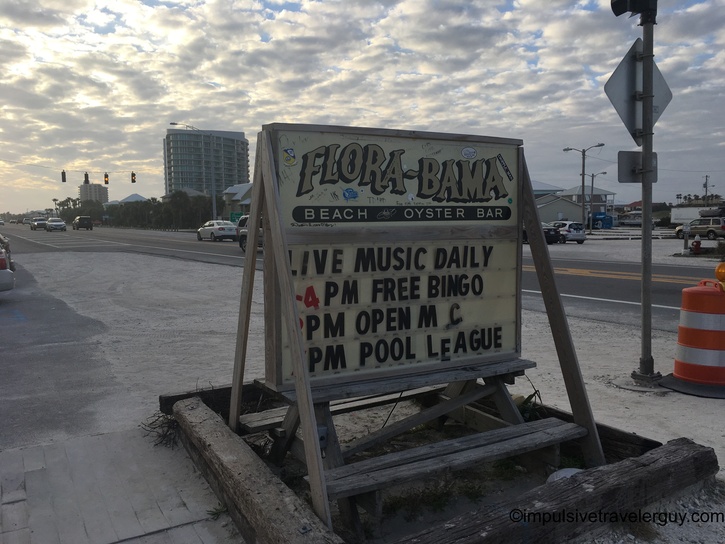 FLORA-BAMA
BEACH OYSTER BAR
LIVE MUSIC DAILY
-4 PM FREE BINGO
PM OPEN M C
PM POOL LEAGUE
©impulsivetravelerguy.com